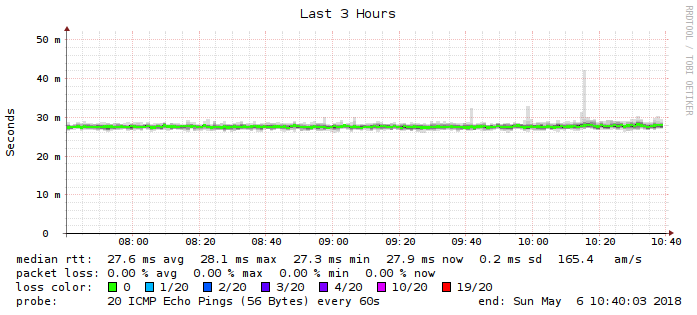 Last 3 Hours
RRDTOOL / TOBI OETIKER
Seconds
50 m
40 m
30 m
20 m
10 m
0
08:00 08:20 08:40 09:00 09:20 09:40 10:00 10:20 10:40
median rtt: 27.6 ms avg 28.1 ms max 27.3 ms min 27.9 ms now 0.2 ms sd 165.4 am/s
packet loss: 0.00 % avg 0.00 % max 0.00 % min 0.00 % now
loss color: 0 1/20 2/20 3/20 4/20 10/20 19/20
probe: 20 ICMP Echo Pings (56 Bytes) every 60s end: Sun May 6 10:40:03 2018